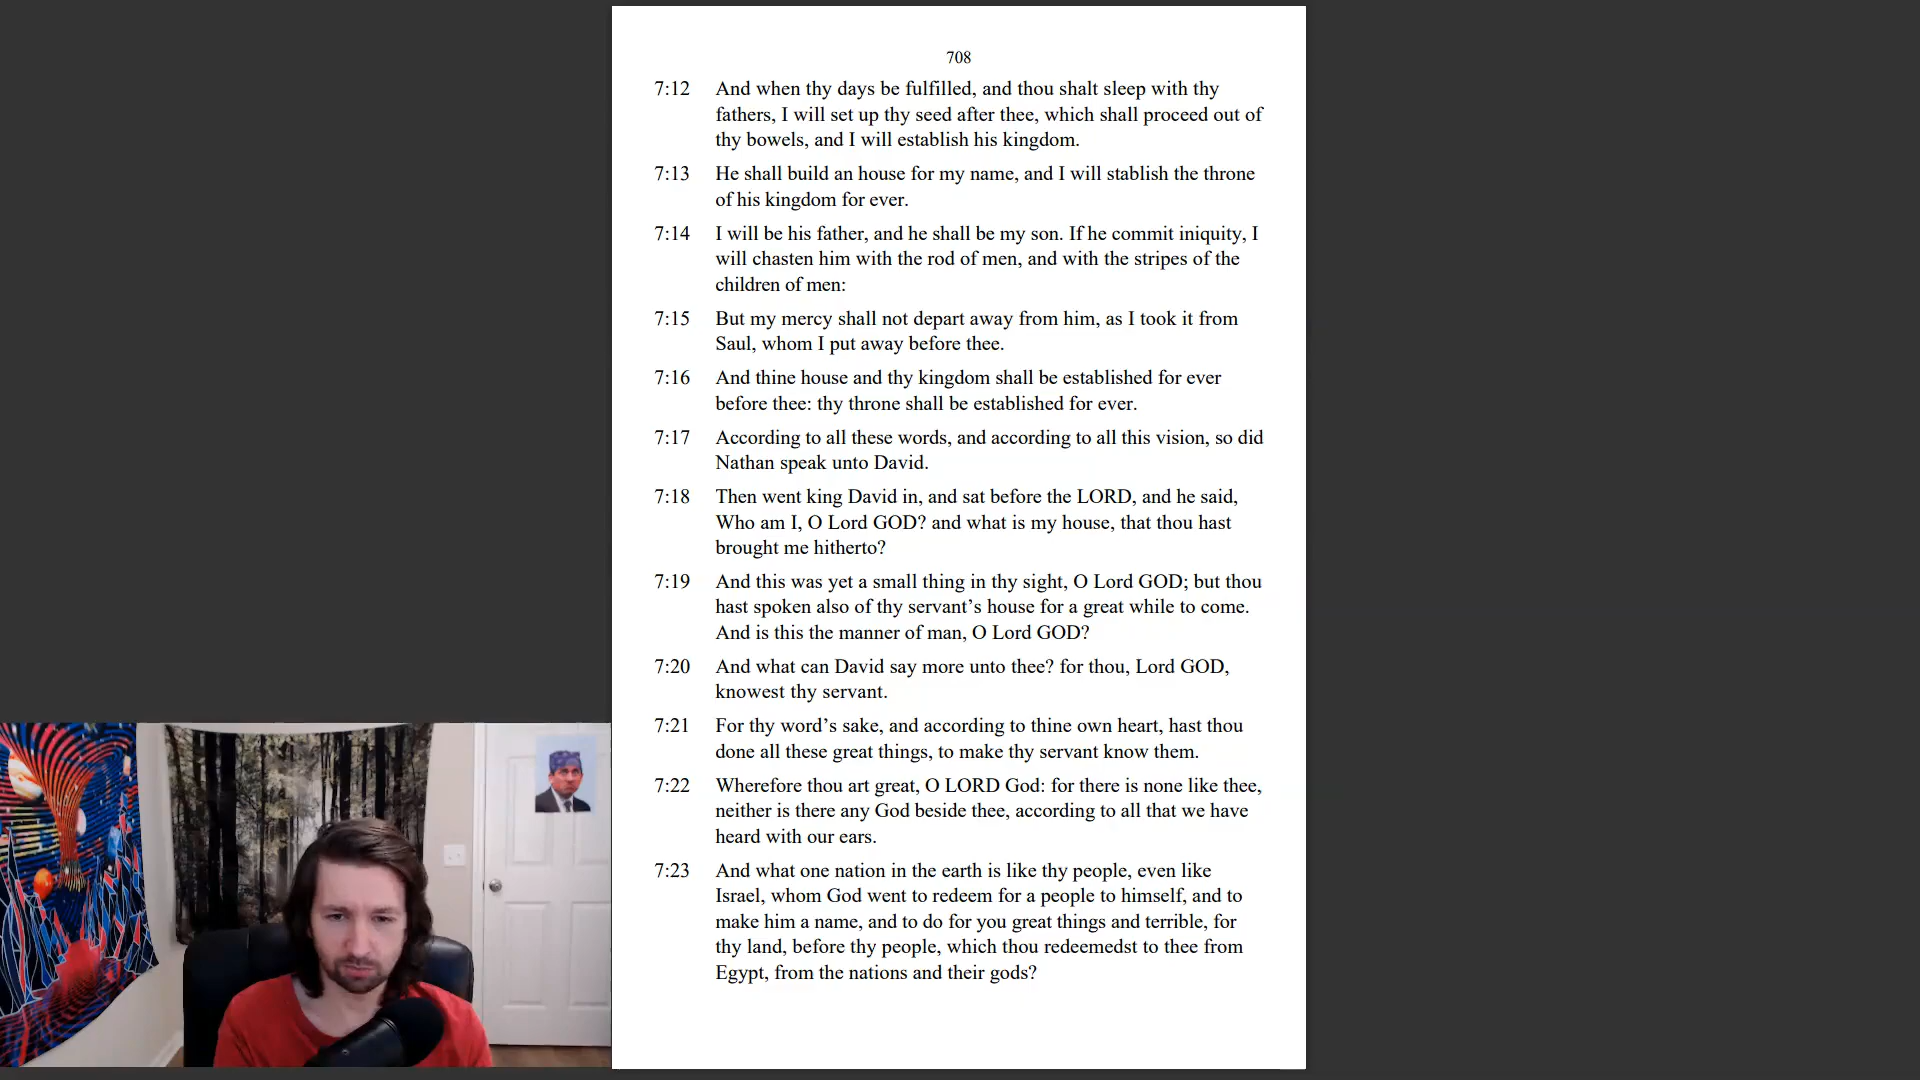 708
7:12 And when thy days be fulfilled, and thou shalt sleep with thy
fathers, I will set up thy seed after thee, which shall proceed out of
thy bowels, and I will establish his kingdom.
7:13 He shall build an house for my name, and I will stablish the throne
of his kingdom for ever.
7:14 I will be his father, and he shall be my son. If he commit iniquity, I
will chasten him with the rod of men, and with the stripes of the
children of men:
7:15 But my mercy shall not depart away from him, as I took it from
Saul, whom I put away before thee.
7:16 And thine house and thy kingdom shall be established for ever
before thee: thy throne shall be established for ever.
7:17 According to all these words, and according to all this vision, so did
Nathan speak unto David.
7:18 Then went king David in, and sat before the LORD, and he said,
Who am I, O Lord GOD? and what is my house, that thou hast
brought me hitherto?
7:19 And this was yet a small thing in thy sight, O Lord GOD; but thou
hast spoken also of thy servant’s house for a great while to come.
And is this the manner of man, O Lord GOD?
7:20 And what can David say more unto thee? for thou, Lord GOD,
knowest thy servant.
7:21 For thy word’s sake, and according to thine own heart, hast thou
done all these great things, to make thy servant know them.
7:22 Wherefore thou art great, O LORD God: for there is none like thee,
neither is there any God beside thee, according to all that we have
heard with our ears.
7:23 And what one nation in the earth is like thy people, even like
Israel, whom God went to redeem for a people to himself, and to
make him a name, and to do for you great things and terrible, for
thy land, before thy people, which thou redeemedst to thee from
Egypt, from the nations and their gods?